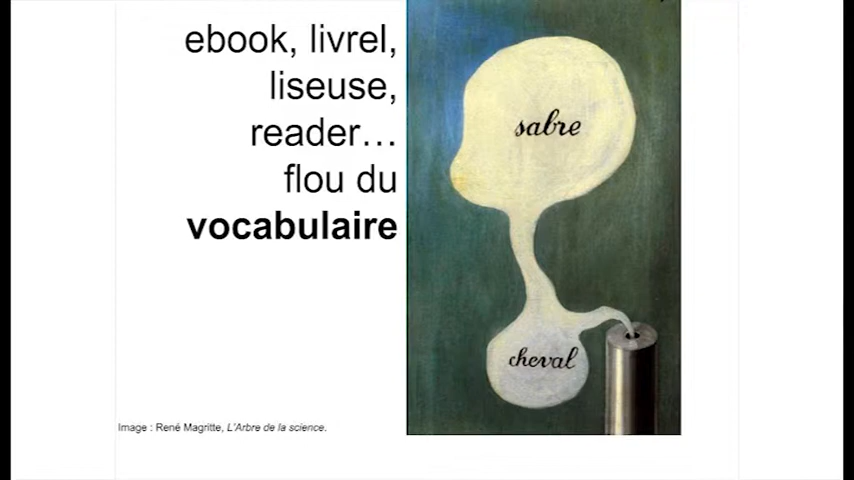 ebook, livrel,
liseuse,
reader…
flou du
vocabulaire
sabre
cheval
Image : René Magritte, L'Arbre de la science.